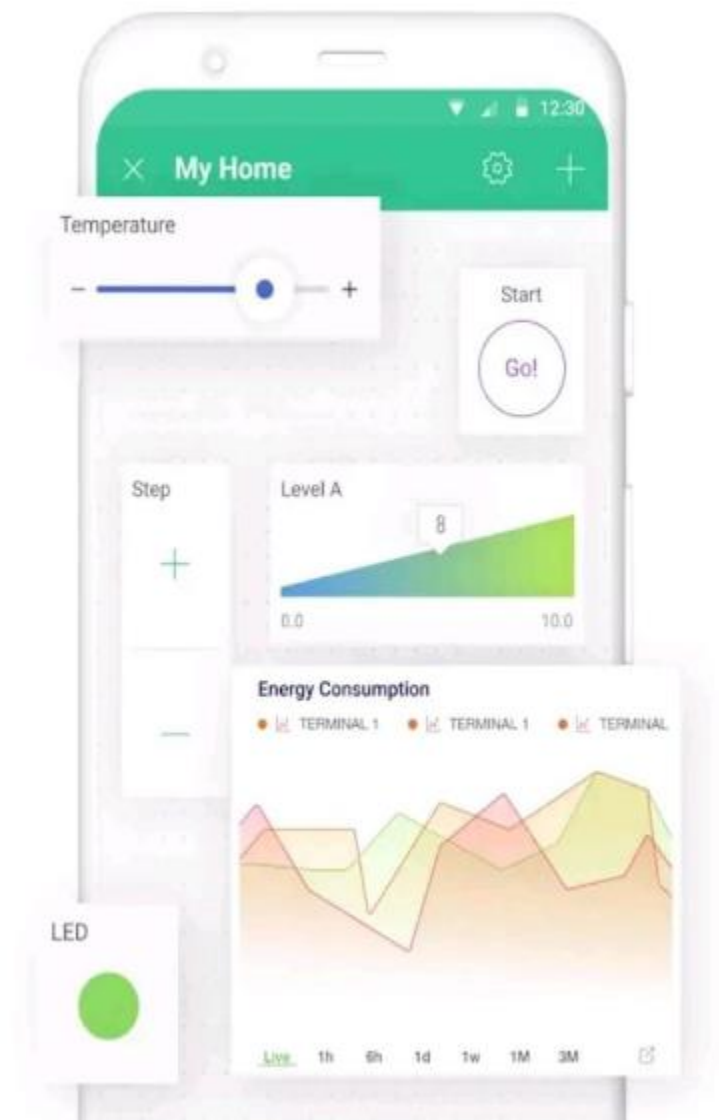 12:30
My Home
Temperature
- +
Start
Go!
Step
+
-
Level A
8
0.0 10.0
Energy Consumption
TERMINAL 1 TERMINAL 1 TERMINAL
LED
Live 1h 6h 1d 1w 1M 3M